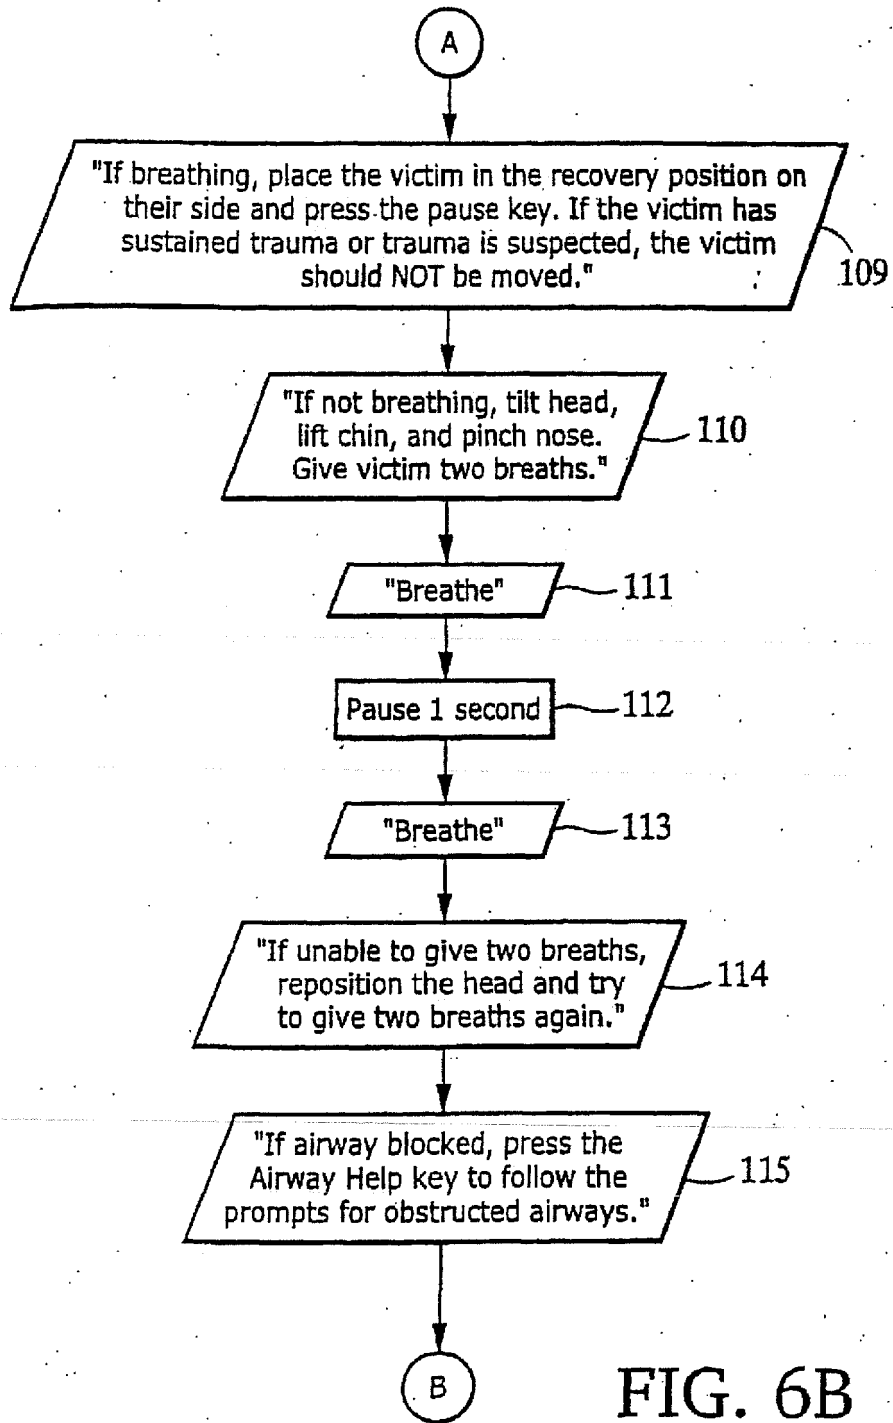 A
"If breathing, place the victim in the recovery position on
their side and press the pause key. If the victim has
sustained trauma or trauma is suspected, the victim
should NOT be moved."
109
"If not breathing, tilt head,
lift chin, and pinch nose.
Give victim two breaths."
110
"Breathe"
111
Pause 1 second
112
"Breathe"
113
"If unable to give two breaths,
reposition the head and try
to give two breaths again."
114
"If airway blocked, press the
Airway Help key to follow the
prompts for obstructed airways."
115
B
FIG. 6B